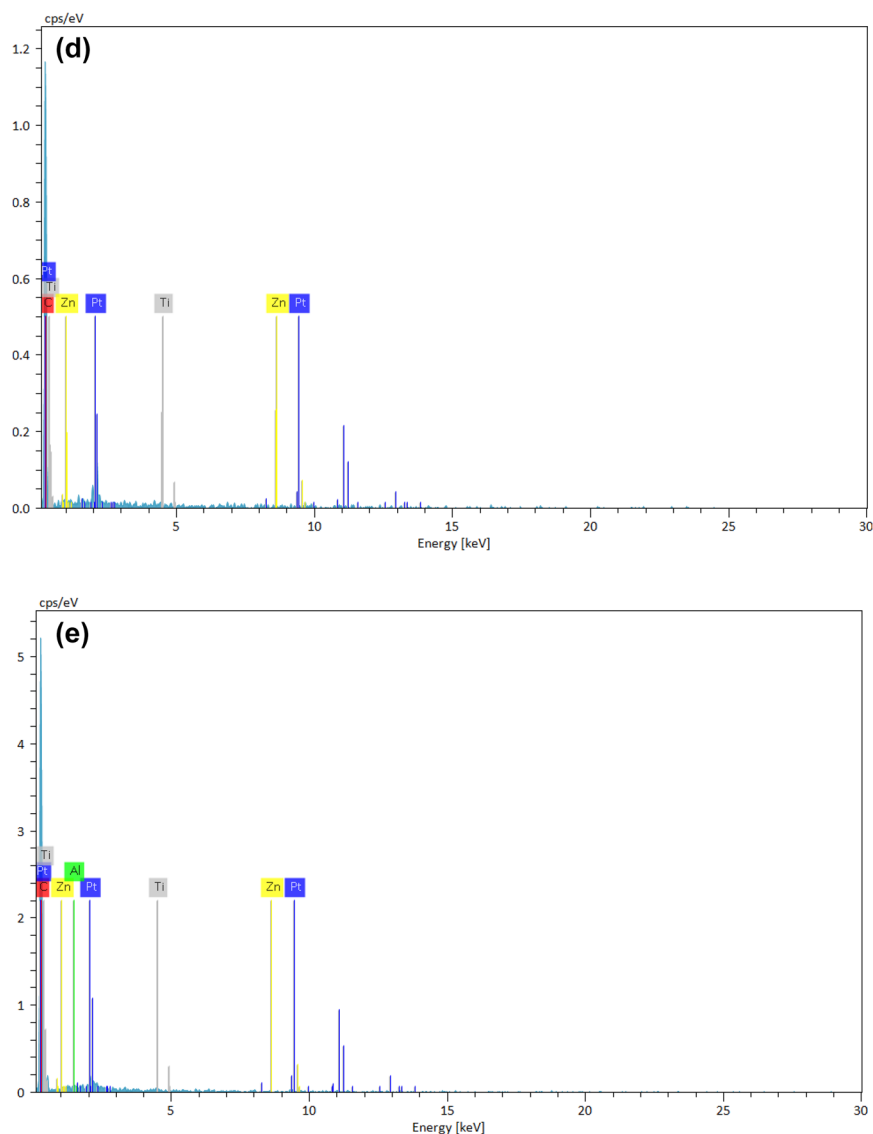 cps/eV
(d)
1.2
1.0
0.8
0.6
0.4
0.2
0.0
Pt
Ti
C Zn Pt Ti Zn Pt
5 10 15 20 25 30
Energy [keV]
cps/eV
(e)
5
4
3
2
1
0
Ti
Pt Al
C Zn Pt Ti Zn Pt
5 10 15 20 25 30
Energy [keV]